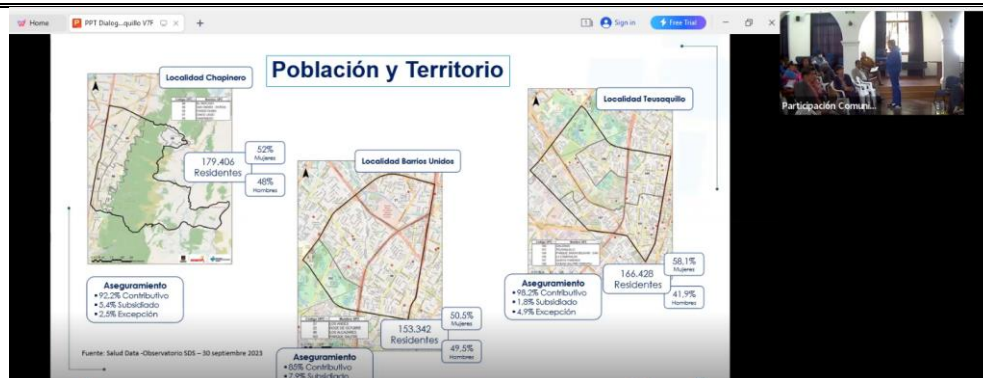 Home
PPT Dialog...quillo V7F
Sign in
Free Trial
Población y Territorio
Localidad Chapinero
179,406
Residentes
52%
Mujeres
48%
Hombres
Aseguramiento
• 92,2% Contributivo
• 5,4% Subsidiado
• 2,5% Excepción
Localidad Barrios Unidos
153.342
Residentes
50.5%
Mujeres
49,5%
Hombres
Aseguramiento
• 85% Contributivo
• 7.9% Subsidiado
Localidad Teusaquillo
166.428
Residentes
58,1%
Mujeres
41,9%
Hombres
Aseguramiento
• 98.2% Contributivo
• 1.8% Subsidiado
• 4,9% Excepción
Fuente: Salud Data -Observatorio SDS – 30 septiembre 2023
Participación Comuni...